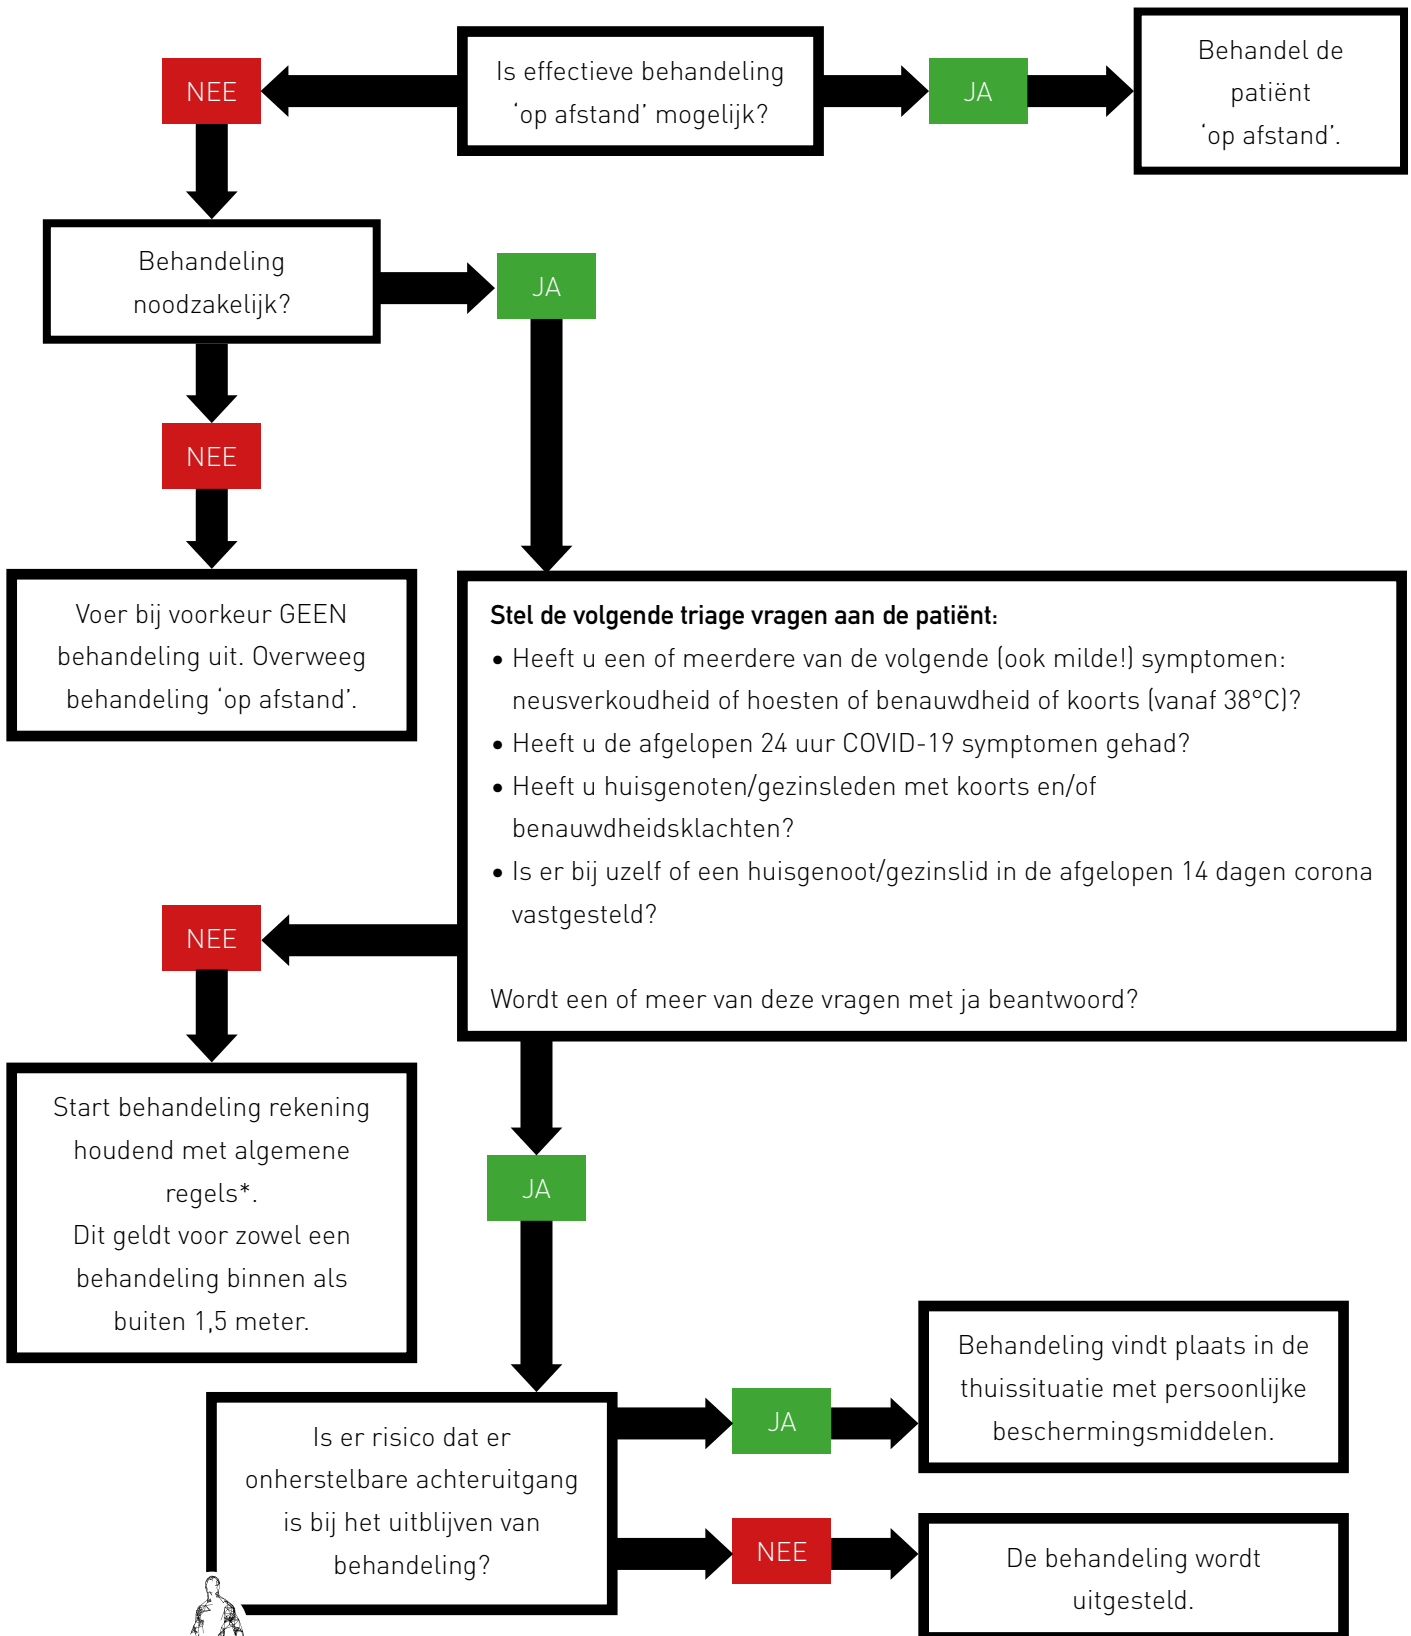 Is effectieve behandeling
‘op afstand’ mogelijk?
NEE
JA
Behandel de
patiënt
‘op afstand’.
Behandeling
noodzakelijk?
JA
NEE
Voer bij voorkeur GEEN
behandeling uit. Overweeg
behandeling ‘op afstand’.
Stel de volgende triage vragen aan de patiënt:
• Heeft u een of meerdere van de volgende (ook milde!) symptomen:
neusverkoudheid of hoesten of benauwdheid of koorts (vanaf 38°C)?
• Heeft u de afgelopen 24 uur COVID-19 symptomen gehad?
• Heeft u huisgenoten/gezinsleden met koorts en/of
benauwdheidsklachten?
• Is er bij uzelf of een huisgenoot/gezinslid in de afgelopen 14 dagen corona
vastgesteld?
Wordt een of meer van deze vragen met ja beantwoord?
NEE
Start behandeling rekening
houdend met algemene
regels*.
Dit geldt voor zowel een
behandeling binnen als
buiten 1,5 meter.
JA
Is er risico dat er
onherstelbare achteruitgang
is bij het uitblijven van
behandeling?
JA
Behandeling vindt plaats in de
thuissituatie met persoonlijke
beschermingsmiddelen.
NEE
De behandeling wordt
uitgesteld.